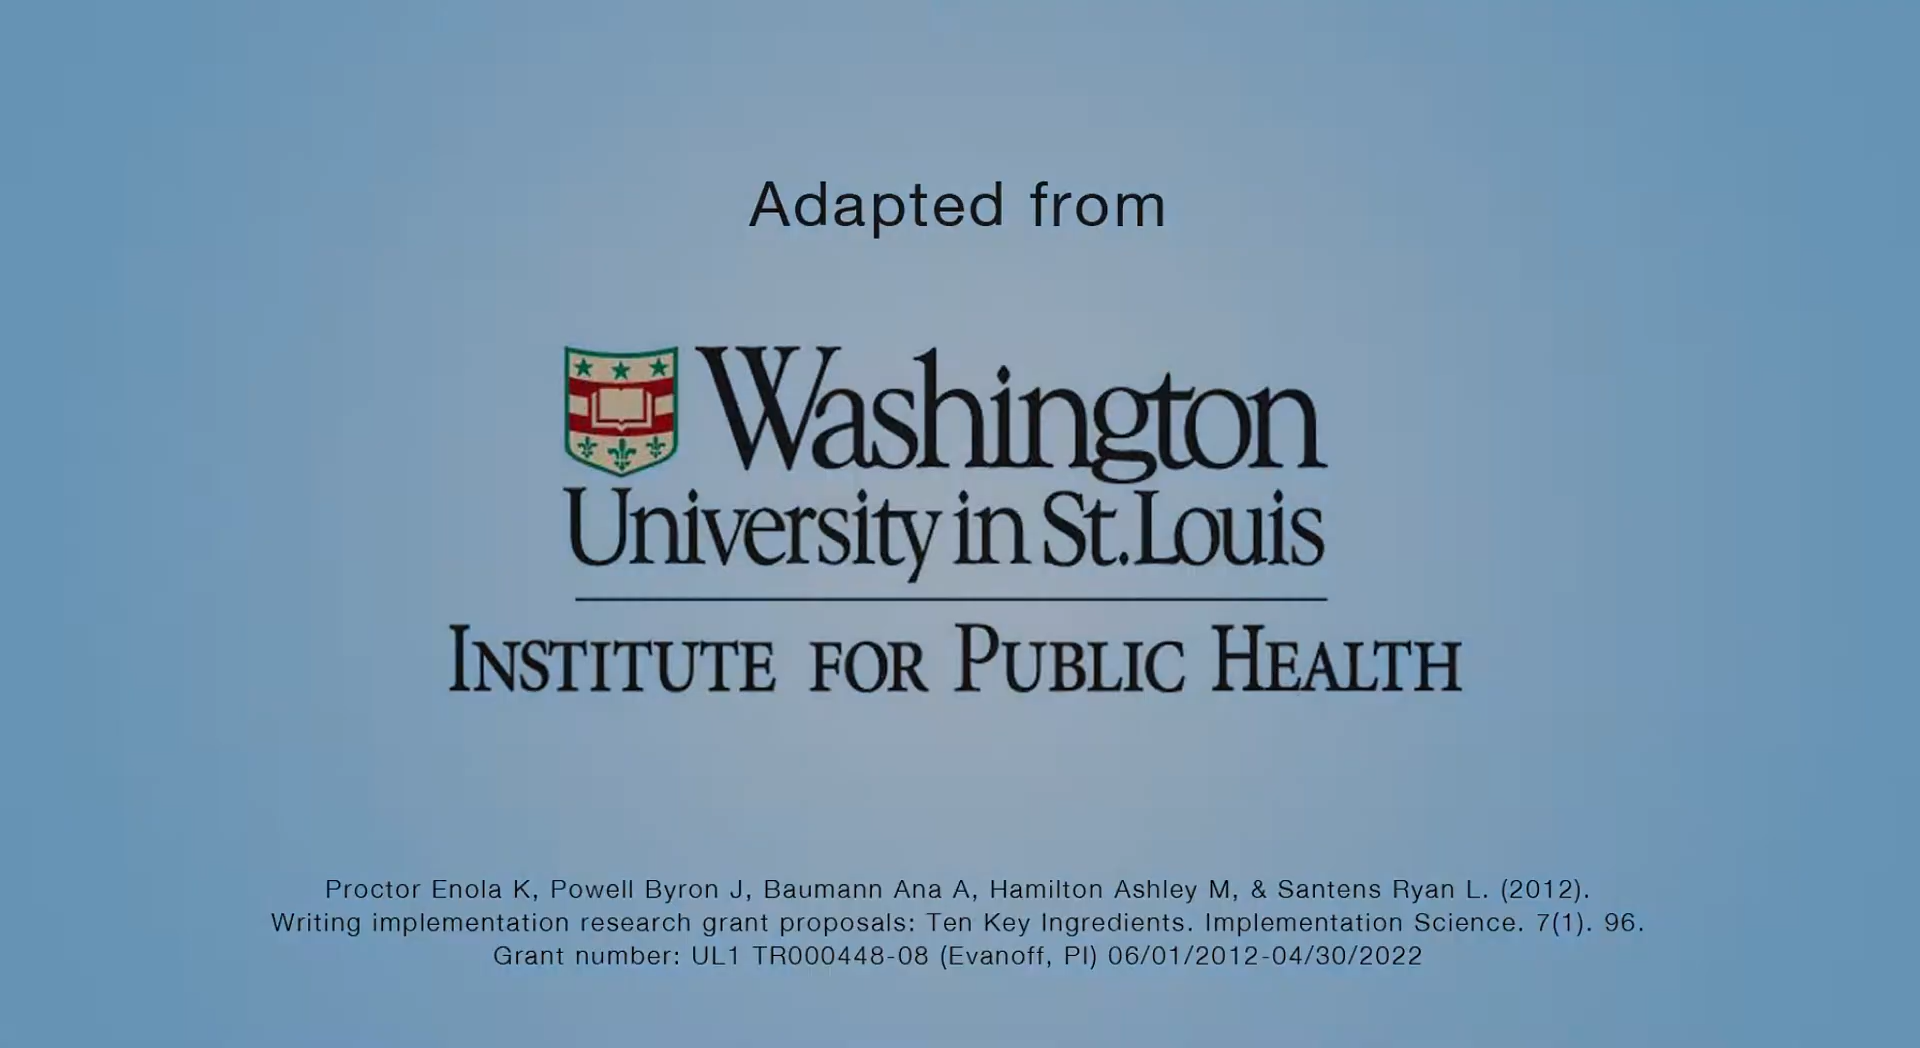 Adapted from
Washington
University in St. Louis
INSTITUTE FOR PUBLIC HEALTH
Proctor Enola K, Powell Byron J, Baumann Ana A, Hamilton Ashley M, & Santens Ryan L. (2012).
Writing implementation research grant proposals: Ten Key Ingredients. Implementation Science. 7(1). 96.
Grant number: UL1 TR000448-08 (Evanoff, PI) 06/01/2012-04/30/2022